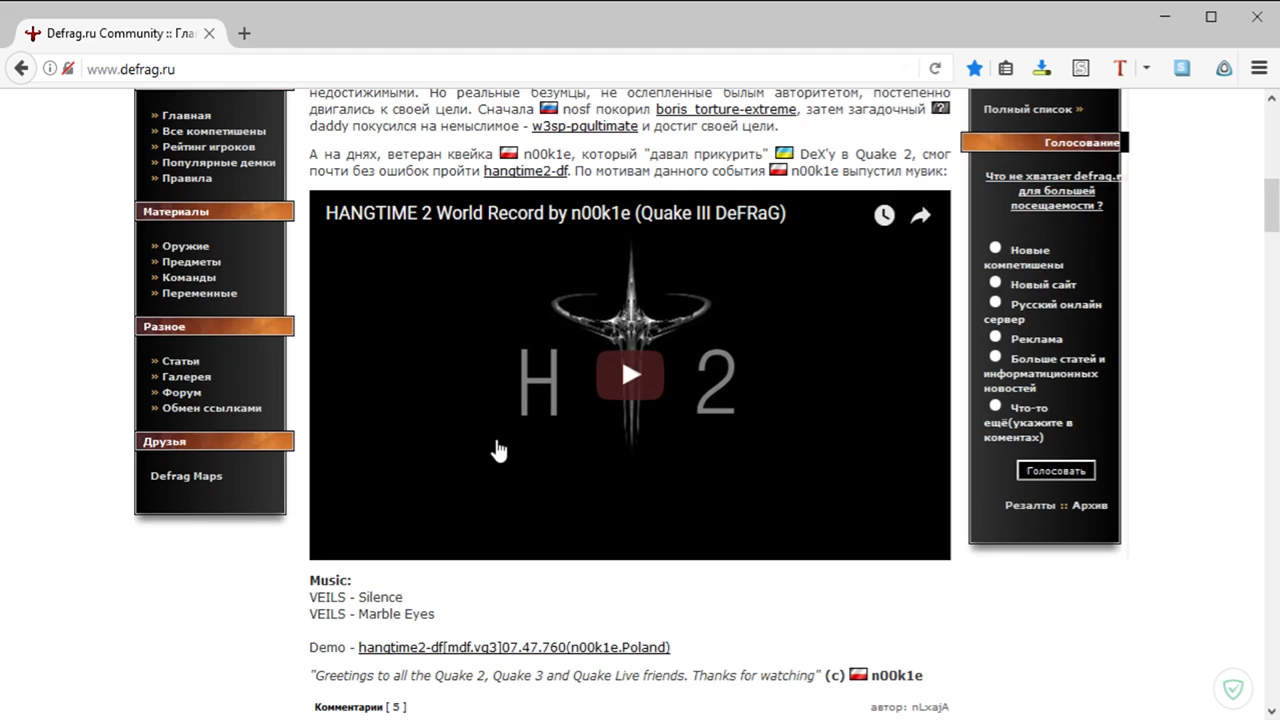 Defrag.ru Community :: Гла
www.defrag.ru
Главная
Все компетишены
Рейтинг игроков
Популярные демки
Правила
Материалы
Оружие
Предметы
Команды
Переменные
Разное
Статьи
Галерея
Форум
Обмен ссылками
Друзья
Defrag Maps
недостижимыми. Но реальные безумцы, не ослепленные былым авторитетом, постепенно
двигались к своей цели. Сначала nosf покорил boris_torture-extreme, затем загадочный
daddy покусился на немыслимое - w3sp-pgultimate и достиг своей цели.
А на днях, ветеран квейка n00k1e, который "давал прикурить" DeX'у в Quake 2, смог
почти без ошибок пройти hangtime2-df. По мотивам данного события n00k1e выпустил мувик:
HANGTIME 2 World Record by n00k1e (Quake III DeFRaG)
H 2
Music:
VEILS - Silence
VEILS - Marble Eyes
Demo - hangtime2-df[mdf.vq3]07.47.760(n00k1e.Poland)
"Greetings to all the Quake 2, Quake 3 and Quake Live friends. Thanks for watching" (c) n00k1e
Комментарии [ 5 ]
автор: nLxajA
Полный список »
Голосование
Что не хватает defrag.r
для большей
посещаемости ?
Новые
компетишены
Новый сайт
Русский онлайн
сервер
Реклама
Больше статей и
информатиционных
новостей
Что-то
ещё(укажите в
коментах)
Голосовать
Резалты :: Архив